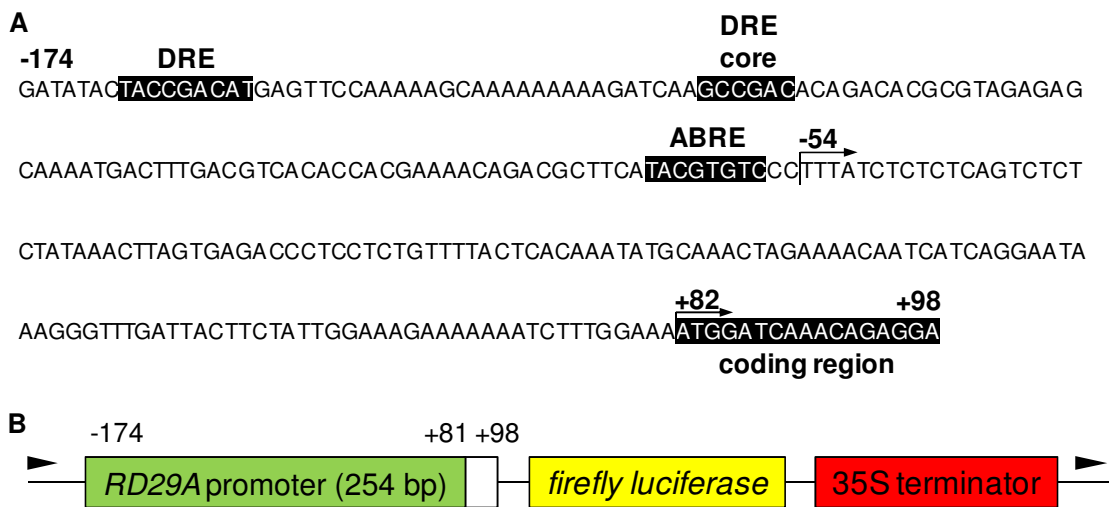 A
-174 DRE DRE core
GATATACTACCGACATGAGTTCCAAAAAGCAAAAAAAAAGATCAAGCCGACACAGACACGCGTAGAGAG
ABRE -54
CAAAATGACTTTGACGTCACACCACGAAAACAGACGCTTCATACGTGTCCCTTTATCTCTCTCAGTCTCT
CTATAAACTTAGTGAGACCCTCCTCTGTTTTACTCACAAATATGCAAACTAGAAAACAATCATCAGGAATA
+82 +98
AAGGGTTTGATTACTTCTATTGGAAAGAAAAAAATCTTTGGAAAATGGATCAAACAGAGGA
coding region
B
-174 +81 +98
RD29A promoter (254 bp) firefly luciferase 35S terminator